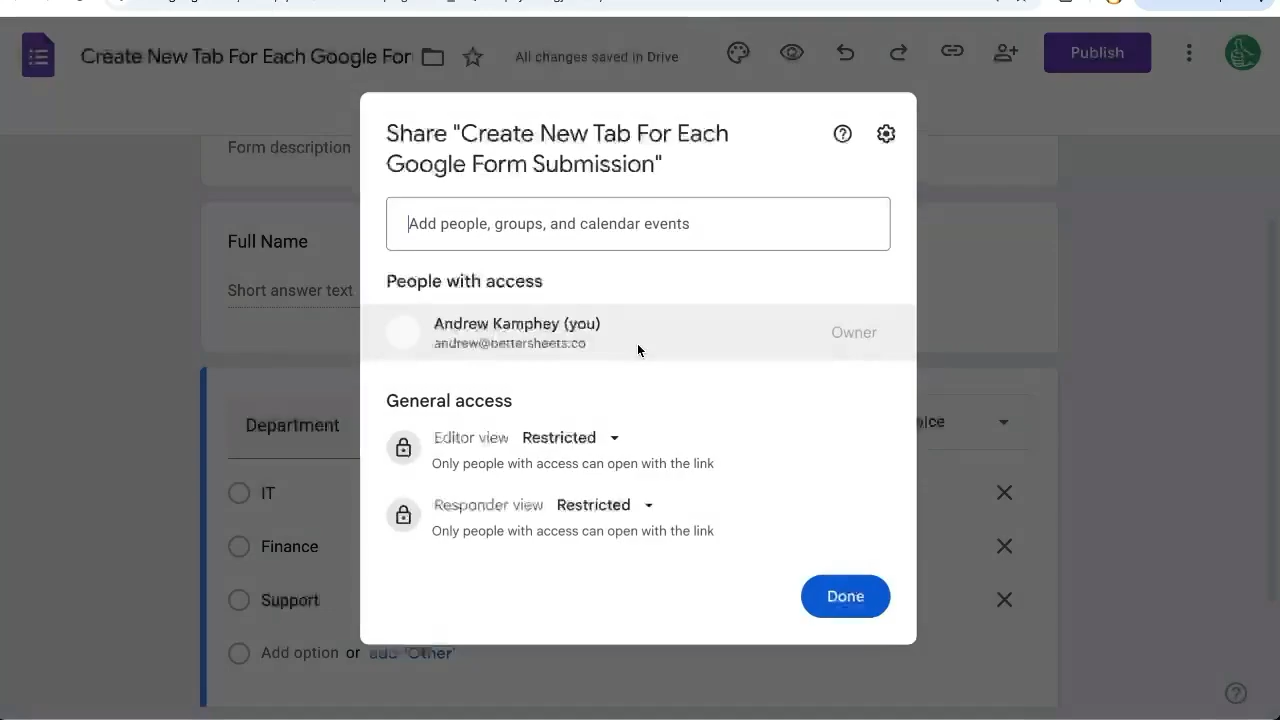 Create New Tab For Each Google For
All changes saved in Drive
Publish
Form description
Full Name
Short answer text
Department
oice
IT
Finance
Support
Add option or add "Other"
Share "Create New Tab For Each
Google Form Submission"
Add people, groups, and calendar events
People with access
Andrew Kamphey (you)
andrew@bettersheets.co
Owner
General access
Editor view Restricted
Only people with access can open with the link
Responder view Restricted
Only people with access can open with the link
Done